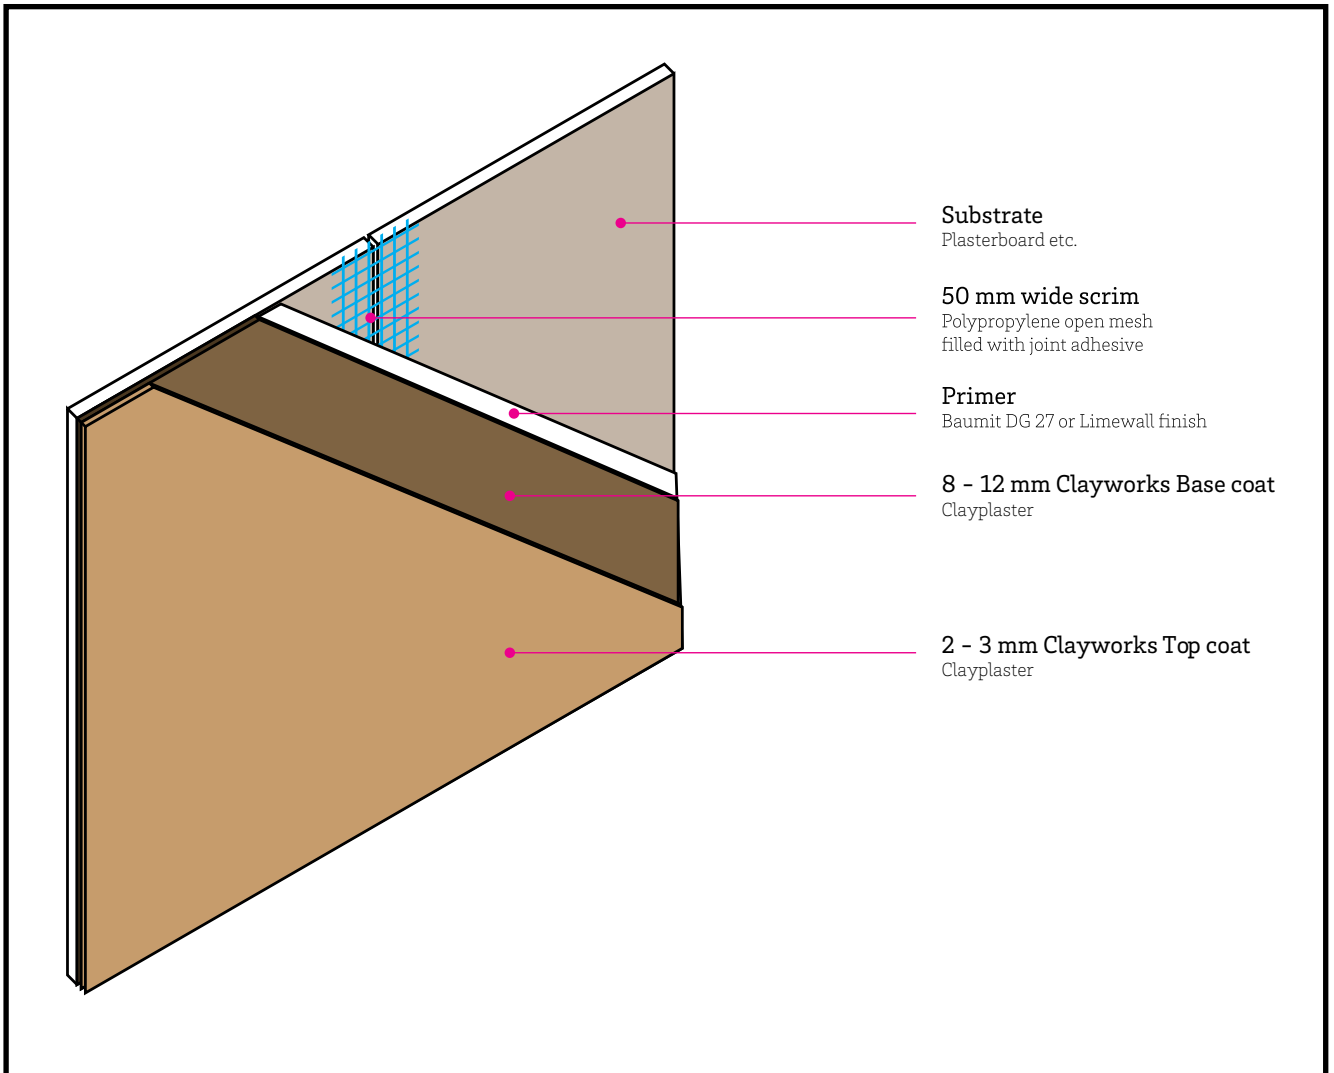 Substrate
Plasterboard etc.
50 mm wide scrim
Polypropylene open mesh
filled with joint adhesive
Primer
Baumit DG 27 or Limewall finish
8 - 12 mm Clayworks Base coat
Clayplaster
2 - 3 mm Clayworks Top coat
Clayplaster